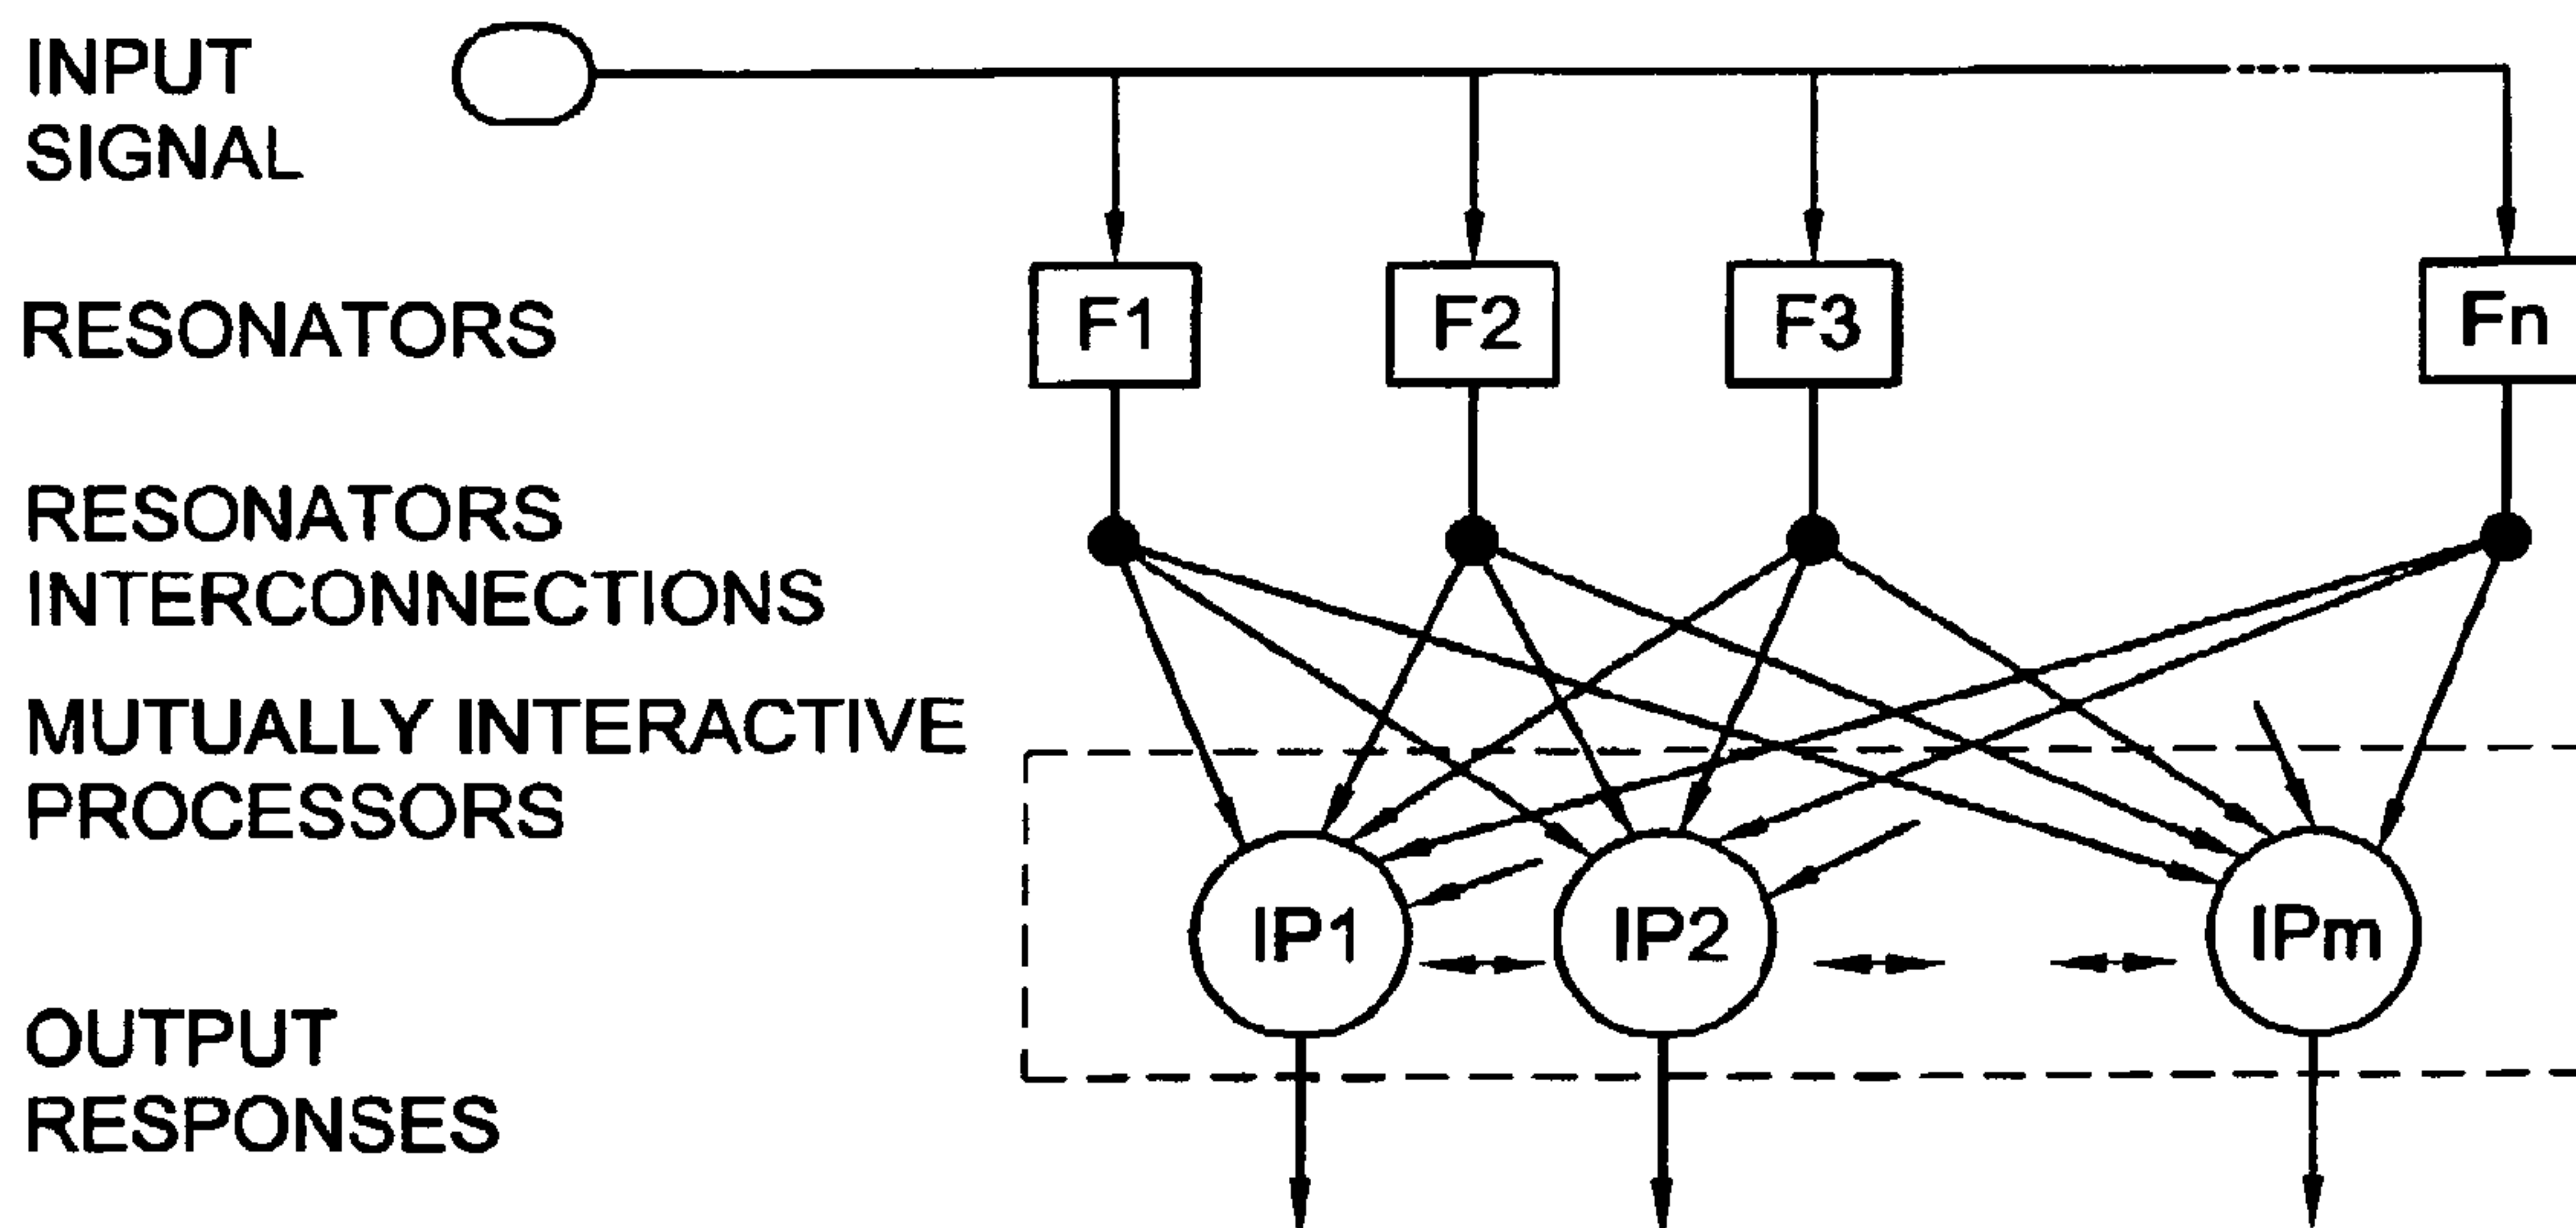 INPUT
SIGNAL
RESONATORS
F1 F2 F3 Fn
RESONATORS
INTERCONNECTIONS
MUTUALLY INTERACTIVE
PROCESSORS
IP1 IP2 IPm
OUTPUT
RESPONSES